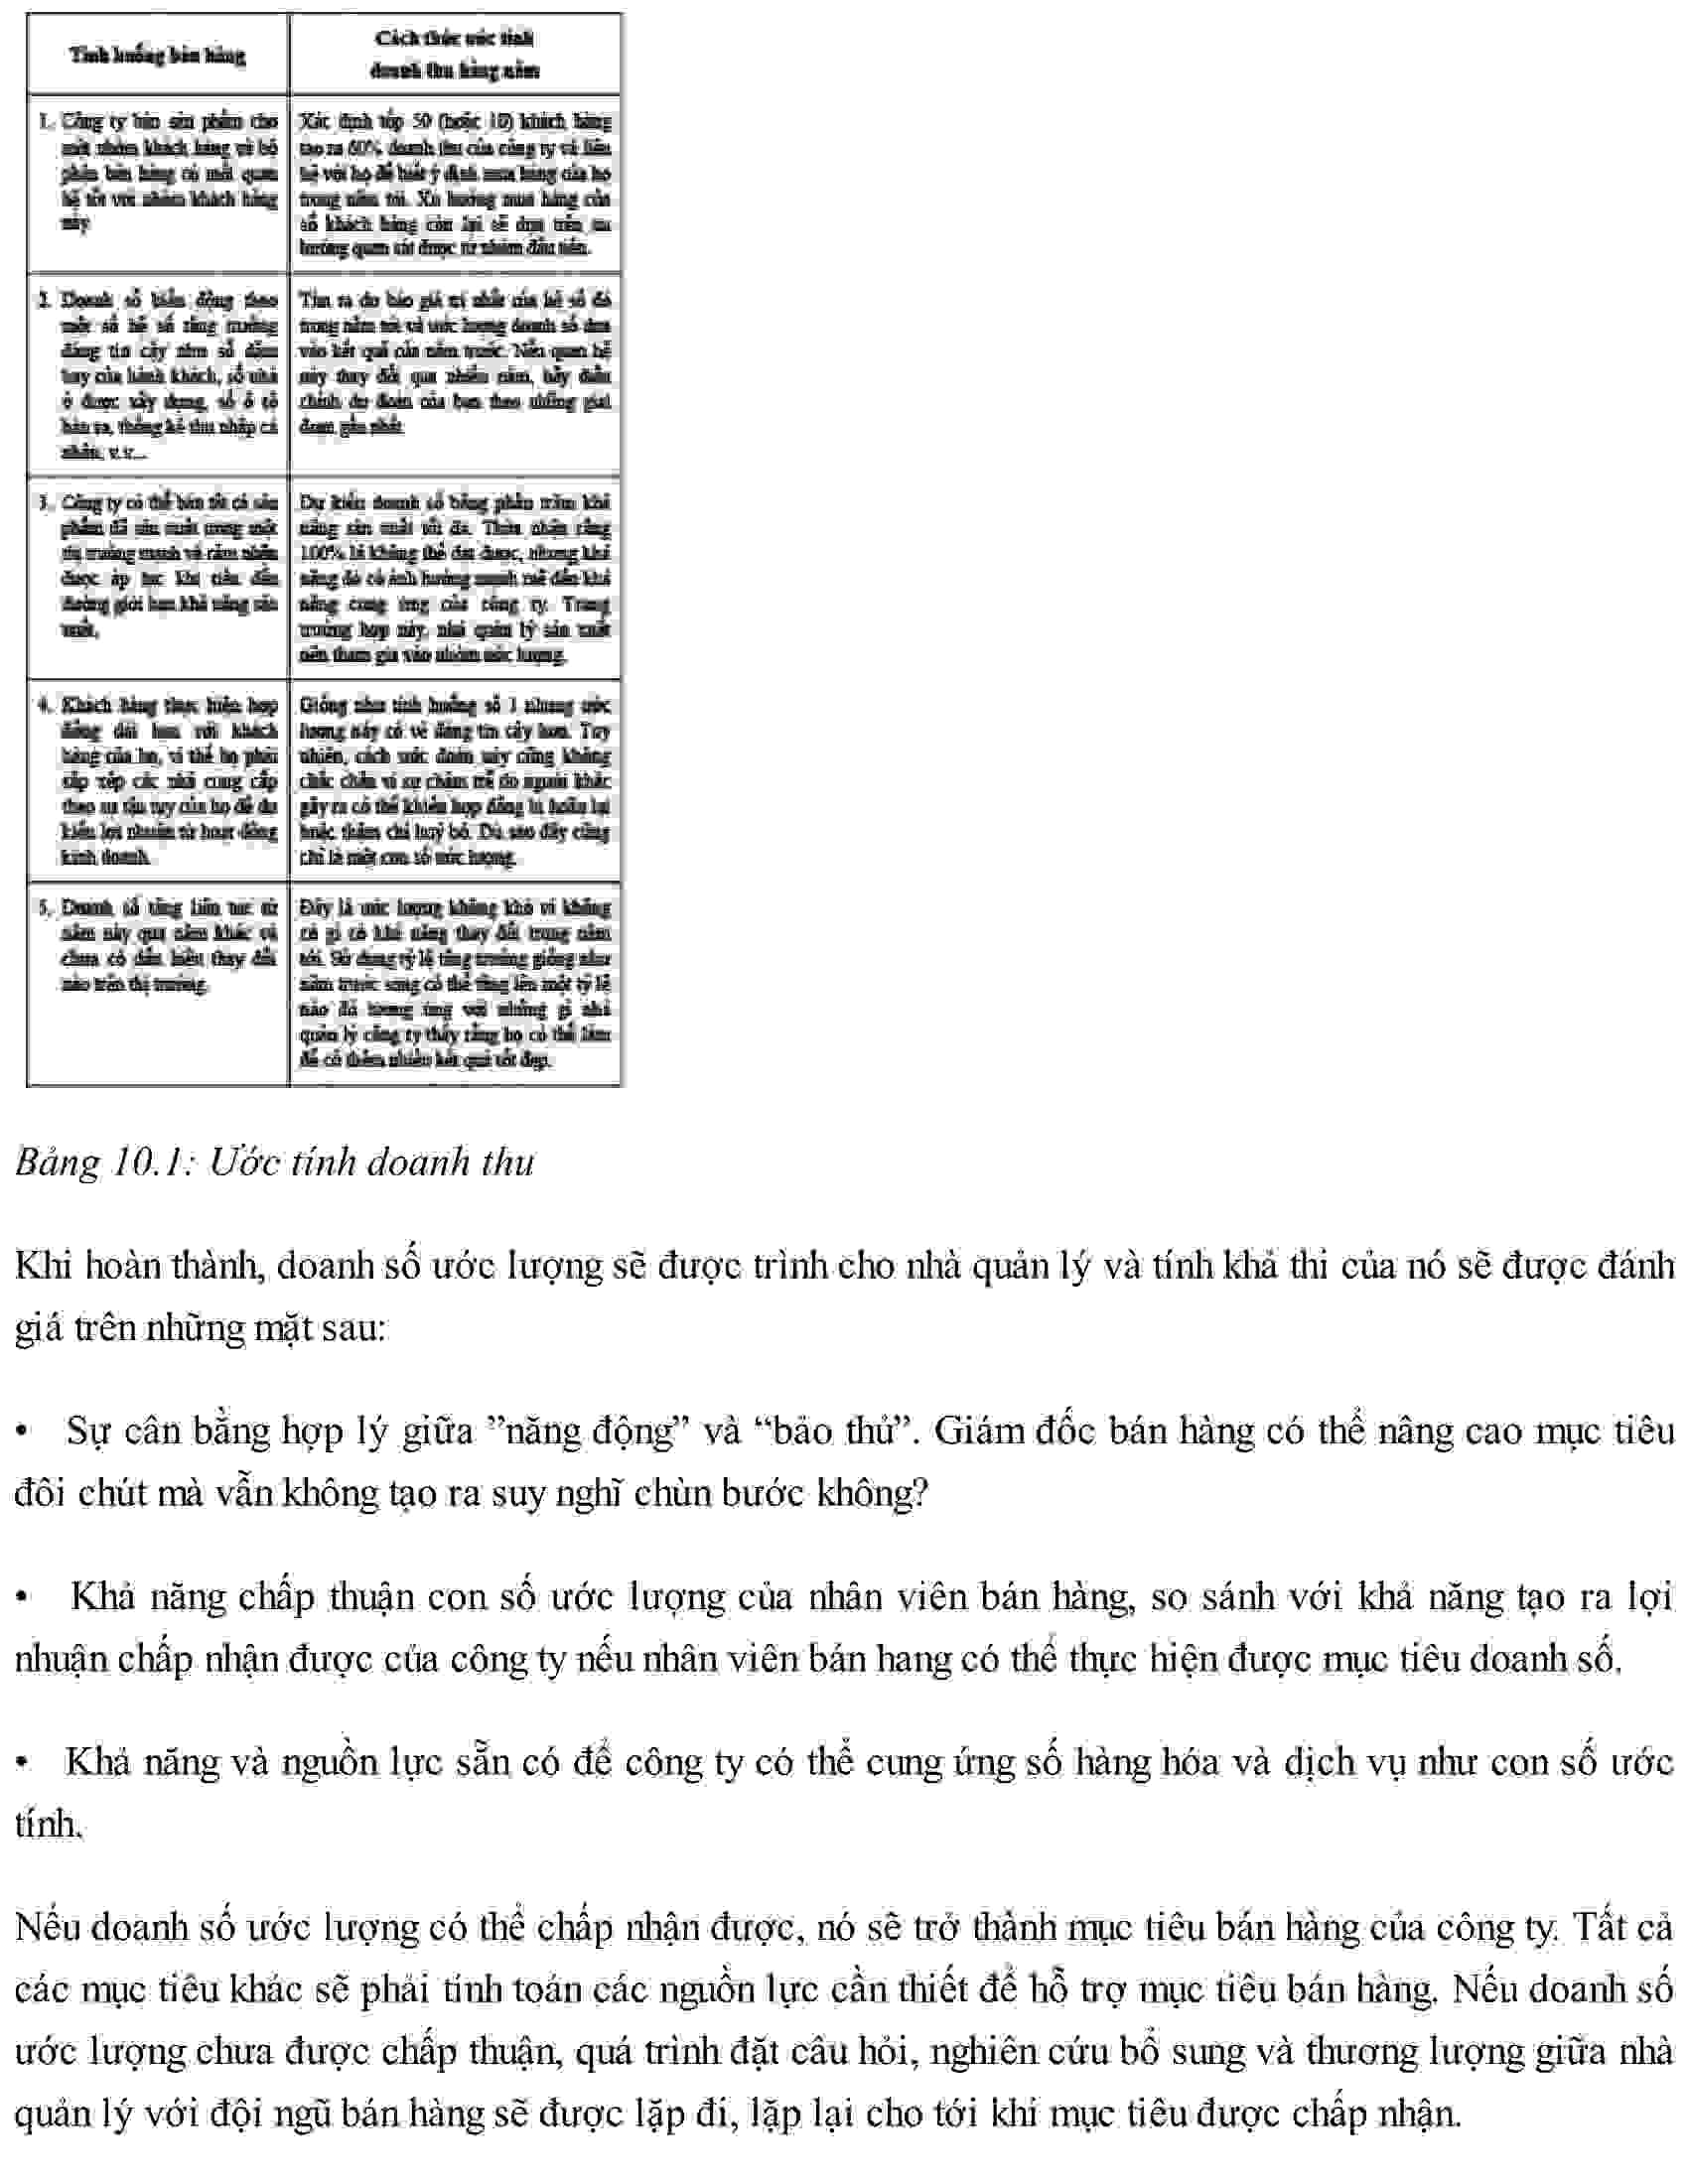 Tình huống bán hàng
Cách thức ước tính
doanh thu hàng năm
1. Công ty bán sản phẩm cho
một nhóm khách hàng và bộ
phận bán hàng có mối quan
hệ tốt với nhóm khách hàng
này.
Xác định tốp 50 (hoặc 10) khách hàng
tạo ra 60% doanh thu của công ty và liên
hệ với họ để biết ý định mua hàng của họ
trong năm tới. Xu hướng mua hàng của
số khách hàng còn lại sẽ dựa trên xu
hướng quan sát được từ nhóm đầu tiên.
2. Doanh số biến động theo
một số hệ số tăng trưởng
đáng tin cậy như số dặm
bay của hành khách, số nhà
ở được xây dựng, số ô tô
bán ra, thống kê thu nhập cá
nhân, v.v...
Tìm ra dự báo giá trị nhất của hệ số đó
trong năm tới và ước lượng doanh số dựa
vào kết quả của năm trước. Nếu quan hệ
này thay đổi qua nhiều năm, hãy điều
chỉnh dự đoán của bạn theo những giai
đoạn gần nhất.
3. Công ty có thể bán tất cả sản
phẩm đã sản xuất trong một
thị trường mạnh và cảm nhận
được áp lực khi tiến đến
đường giới hạn khả năng sản
xuất.
Dự kiến doanh số bằng phần trăm khả
năng sản xuất tối đa. Thừa nhận rằng
100% là không thể đạt được, nhưng khả
năng đó có ảnh hưởng mạnh mẽ đến khả
năng cung ứng của công ty. Trong
trường hợp này, nhà quản lý sản xuất
nên tham gia vào nhóm ước lượng.
4. Khách hàng thực hiện hợp
đồng dài hạn với khách
hàng của họ, vì thế họ phải
sắp xếp các nhà cung cấp
theo sự tận tụy của họ để dự
kiến lợi nhuận từ hoạt động
kinh doanh.
Giống như tình huống số 1 nhưng ước
lượng này có vẻ đáng tin cậy hơn. Tuy
nhiên, cách ước đoán này cũng không
chắc chắn vì sự chậm trễ do người khác
gây ra có thể khiến hợp đồng bị hoãn lại
hoặc thậm chí huỷ bỏ. Dù sao đây cũng
chỉ là một con số ước lượng.
5. Doanh số tăng liên tục từ
năm này qua năm khác và
chưa có dấu hiệu thay đổi
nào trên thị trường.
Đây là ước lượng không khó vì không
có gì có khả năng thay đổi trong năm
tới. Sử dụng tỷ lệ tăng trưởng giống như
năm trước song có thể tăng lên một tỷ lệ
nào đó tương ứng với những gì nhà
quản lý công ty thấy rằng họ có thể làm
để có thêm nhiều kết quả tốt đẹp.
Bảng 10.1: Ước tính doanh thu
Khi hoàn thành, doanh số ước lượng sẽ được trình cho nhà quản lý và tính khả thi của nó sẽ được đánh
giá trên những mặt sau:
• Sự cân bằng hợp lý giữa ”năng động” và “bảo thủ”. Giám đốc bán hàng có thể nâng cao mục tiêu
đôi chút mà vẫn không tạo ra suy nghĩ chùn bước không?
• Khả năng chấp thuận con số ước lượng của nhân viên bán hàng, so sánh với khả năng tạo ra lợi
nhuận chấp nhận được của công ty nếu nhân viên bán hang có thể thực hiện được mục tiêu doanh số.
• Khả năng và nguồn lực sẵn có để công ty có thể cung ứng số hàng hóa và dịch vụ như con số ước
tính.
Nếu doanh số ước lượng có thể chấp nhận được, nó sẽ trở thành mục tiêu bán hàng của công ty. Tất cả
các mục tiêu khác sẽ phải tính toán các nguồn lực cần thiết để hỗ trợ mục tiêu bán hàng. Nếu doanh số
ước lượng chưa được chấp thuận, quá trình đặt câu hỏi, nghiên cứu bổ sung và thương lượng giữa nhà
quản lý với đội ngũ bán hàng sẽ được lặp đi, lặp lại cho tới khi mục tiêu được chấp nhận.